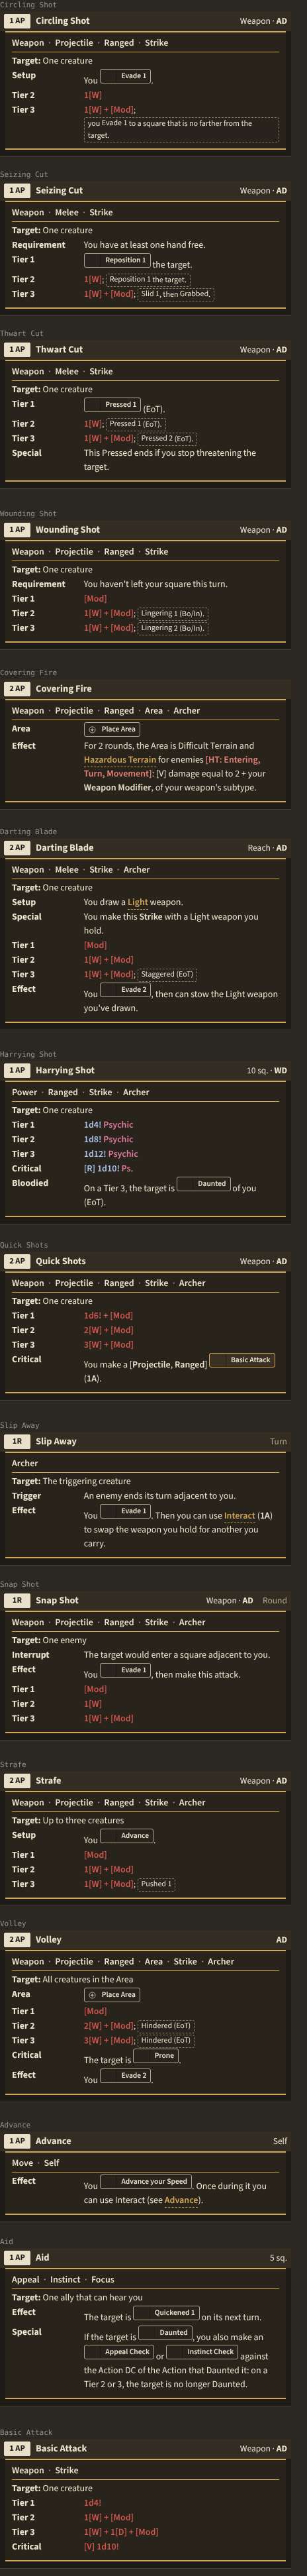 Circling Shot
1 AP Circling Shot Weapon · AD
Weapon · Projectile · Ranged · Strike
Target: One creature
Setup You Evade 1.
Tier 2 1[W]
Tier 3 1[W] + [Mod];
you Evade 1 to a square that is no farther from the
target.
Seizing Cut
1 AP Seizing Cut Weapon · AD
Weapon · Melee · Strike
Target: One creature
Requirement You have at least one hand free.
Tier 1 Reposition 1 the target.
Tier 2 1[W]; Reposition 1 the target.
Tier 3 1[W] + [Mod]; Slid 1, then Grabbed.
Thwart Cut
1 AP Thwart Cut Weapon · AD
Weapon · Melee · Strike
Target: One creature
Tier 1 Pressed 1 (EoT).
Tier 2 1[W]; Pressed 1 (EoT).
Tier 3 1[W] + [Mod]; Pressed 2 (EoT).
Special This Pressed ends if you stop threatening the
target.
Wounding Shot
1 AP Wounding Shot Weapon · AD
Weapon · Projectile · Ranged · Strike
Target: One creature
Requirement You haven't left your square this turn.
Tier 1 [Mod]
Tier 2 1[W] + [Mod]; Lingering 1 (Bo/In).
Tier 3 1[W] + [Mod]; Lingering 2 (Bo/In).
Covering Fire
2 AP Covering Fire
Weapon · Projectile · Ranged · Area · Archer
Area Place Area
Effect For 2 rounds, the Area is Difficult Terrain and
Hazardous Terrain for enemies [HT: Entering,
Turn, Movement]: [V] damage equal to 2 + your
Weapon Modifier, of your weapon's subtype.
Darting Blade
2 AP Darting Blade Reach · AD
Weapon · Melee · Strike · Archer
Target: One creature
Setup You draw a Light weapon.
Special You make this Strike with a Light weapon you
hold.
Tier 1 [Mod]
Tier 2 1[W] + [Mod]
Tier 3 1[W] + [Mod]; Staggered (EoT)
Effect You Evade 2, then can stow the Light weapon
you've drawn.
Harrying Shot
1 AP Harrying Shot 10 sq. · WD
Power · Ranged · Strike · Archer
Target: One creature
Tier 1 1d4! Psychic
Tier 2 1d8! Psychic
Tier 3 1d12! Psychic
Critical [R] 1d10! Ps.
Bloodied On a Tier 3, the target is Daunted of you
(EoT).
Quick Shots
2 AP Quick Shots Weapon · AD
Weapon · Projectile · Ranged · Strike · Archer
Target: One creature
Tier 1 1d6! + [Mod]
Tier 2 2[W] + [Mod]
Tier 3 3[W] + [Mod]
Critical You make a [Projectile, Ranged] Basic Attack
(1A).
Slip Away
1R Slip Away Turn
Archer
Target: The triggering creature
Trigger An enemy ends its turn adjacent to you.
Effect You Evade 1. Then you can use Interact (1A)
to swap the weapon you hold for another you
carry.
Snap Shot
1R Snap Shot Weapon · AD Round
Weapon · Projectile · Ranged · Strike · Archer
Target: One enemy
Interrupt The target would enter a square adjacent to you.
Effect You Evade 1, then make this attack.
Tier 1 [Mod]
Tier 2 1[W]
Tier 3 1[W] + [Mod]
Strafe
2 AP Strafe Weapon · AD
Weapon · Projectile · Ranged · Strike · Archer
Target: Up to three creatures
Setup You Advance.
Tier 1 [Mod]
Tier 2 1[W] + [Mod]
Tier 3 1[W] + [Mod]; Pushed 1
Volley
2 AP Volley AD
Weapon · Projectile · Ranged · Area · Strike · Archer
Target: All creatures in the Area
Area Place Area
Tier 1 [Mod]
Tier 2 2[W] + [Mod]; Hindered (EoT)
Tier 3 3[W] + [Mod]; Hindered (EoT)
Critical The target is Prone.
Effect You Evade 2.
Advance
1 AP Advance Self
Move · Self
Effect You Advance your Speed. Once during it you
can use Interact (see Advance).
Aid
1 AP Aid 5 sq.
Appeal · Instinct · Focus
Target: One ally that can hear you
Effect The target is Quickened 1 on its next turn.
Special If the target is Daunted, you also make an
Appeal Check or Instinct Check against
the Action DC of the Action that Daunted it: on a
Tier 2 or 3, the target is no longer Daunted.
Basic Attack
1 AP Basic Attack Weapon · AD
Weapon · Strike
Target: One creature
Tier 1 1d4!
Tier 2 1[W] + [Mod]
Tier 3 1[W] + 1[D] + [Mod]
Critical [V] 1d10!